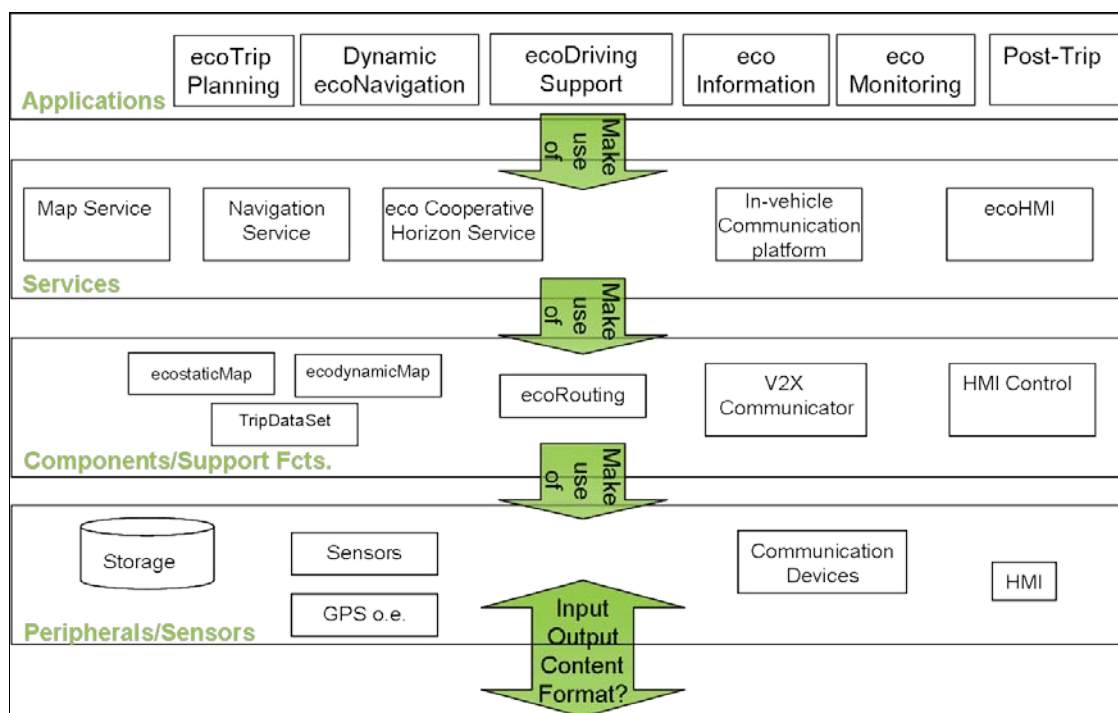 ecoTrip
Planning
Dynamic
ecoNavigation
ecoDriving
Support
eco
Information
eco
Monitoring
Post-Trip
Applications
Make
use
of
Map Service
Navigation
Service
eco Cooperative
Horizon Service
In-vehicle
Communication
platform
ecoHMI
Services
Make
use
of
ecostaticMap
ecodynamicMap
TripDataSet
ecoRouting
V2X
Communicator
HMI Control
Components/Support Fcts.
Make
use
of
Storage
Sensors
GPS o.e.
Communication
Devices
HMI
Peripherals/Sensors
Input
Output
Content
Format?